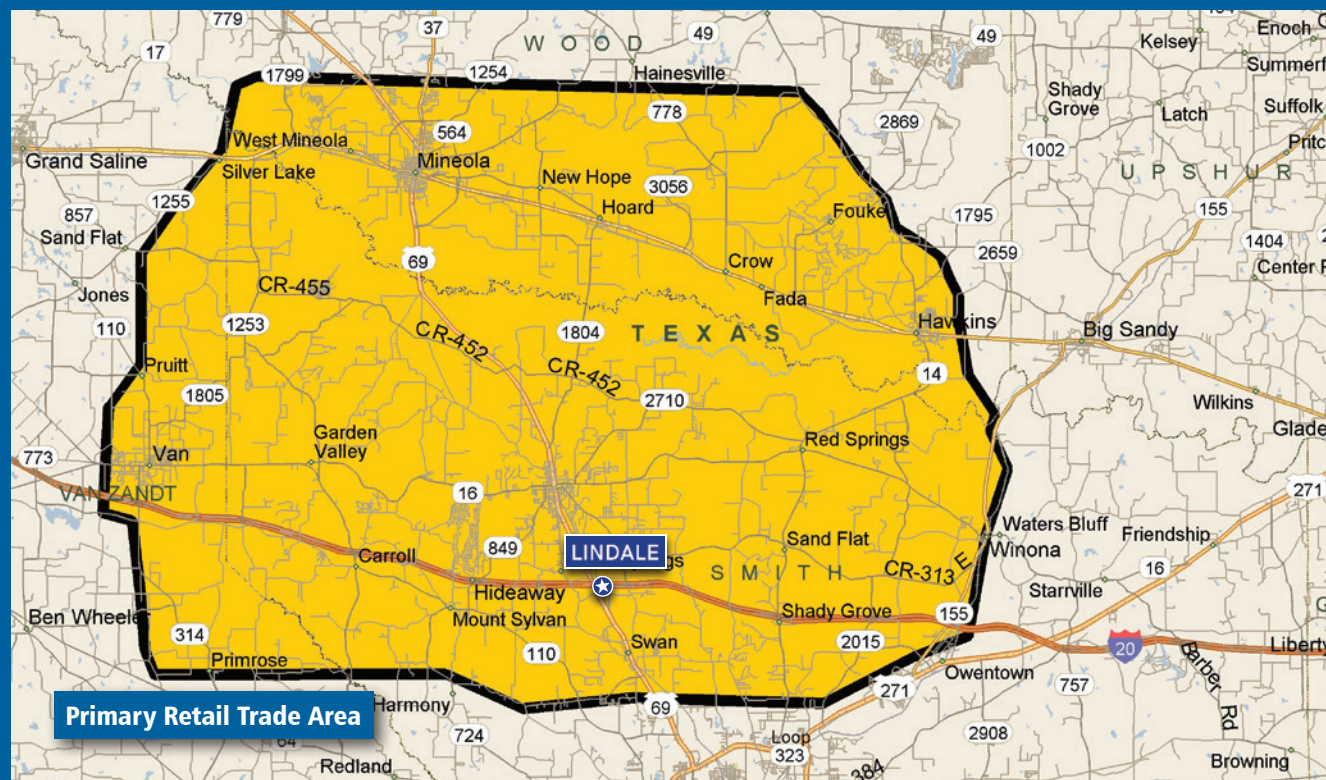 779
37
17
W O O D
49
49
Kelsey
Enoch
Summerf
1799
1254
Hainesville
Shady
Grove
Latch
Suffolk
778
2869
564
West Mineola
Mineola
1002
Pritc
Grand Saline
Silver Lake
New Hope
3056
U P S H U R
1255
Hoard
Fouke
1795
155
857
Sand Flat
2659
1404
69
Crow
Center
Jones
CR-455
Fada
110
1253
1804
T E X A S
Hawkins
Big Sandy
CR-452
Pruitt
CR-452
14
1805
2710
Wilkins
Glade
Garden
Valley
Red Springs
773
Van
VAN ZANDT
16
271
Waters Bluff
Friendship
849
LINDALE
Sand Flat
Winona
Carroll
S M I T H
CR-313
E
16
Hideaway
Starrville
Ben Wheele
Mount Sylvan
Shady Grove
155
314
110
Swan
2015
20
Liberty
Primrose
Owentown
Barber
Rd
757
271
Primary Retail Trade Area
Harmony
69
724
Loop
323
2908
64
Redland
384
Browning